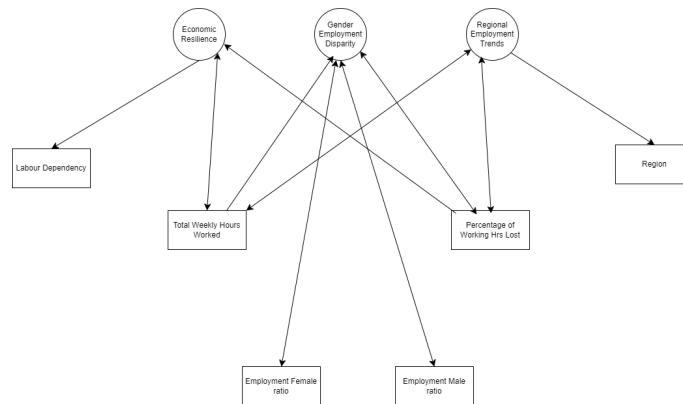 Economic
Resilience
Gender
Employment
Disparity
Regional
Employment
Trends
Labour Dependency
Region
Total Weekly Hours
Worked
Percentage of
Working Hrs Lost
Employment Female
ratio
Employment Male
ratio